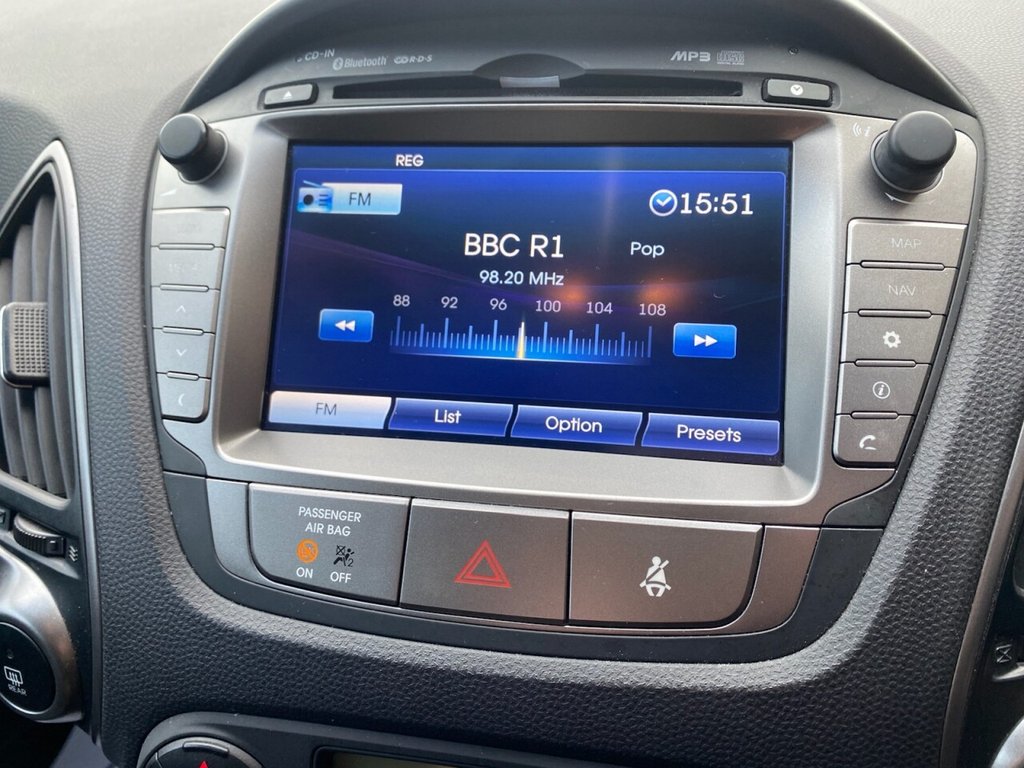 CD-IN
Bluetooth
R·D·S
MP3
REG
FM
15:51
BBC R1
Pop
98.20 MHz
88 92 96 100 104 108
FM
List
Option
Presets
MAP
NAV
PASSENGER
AIR BAG
ON
OFF
REAR